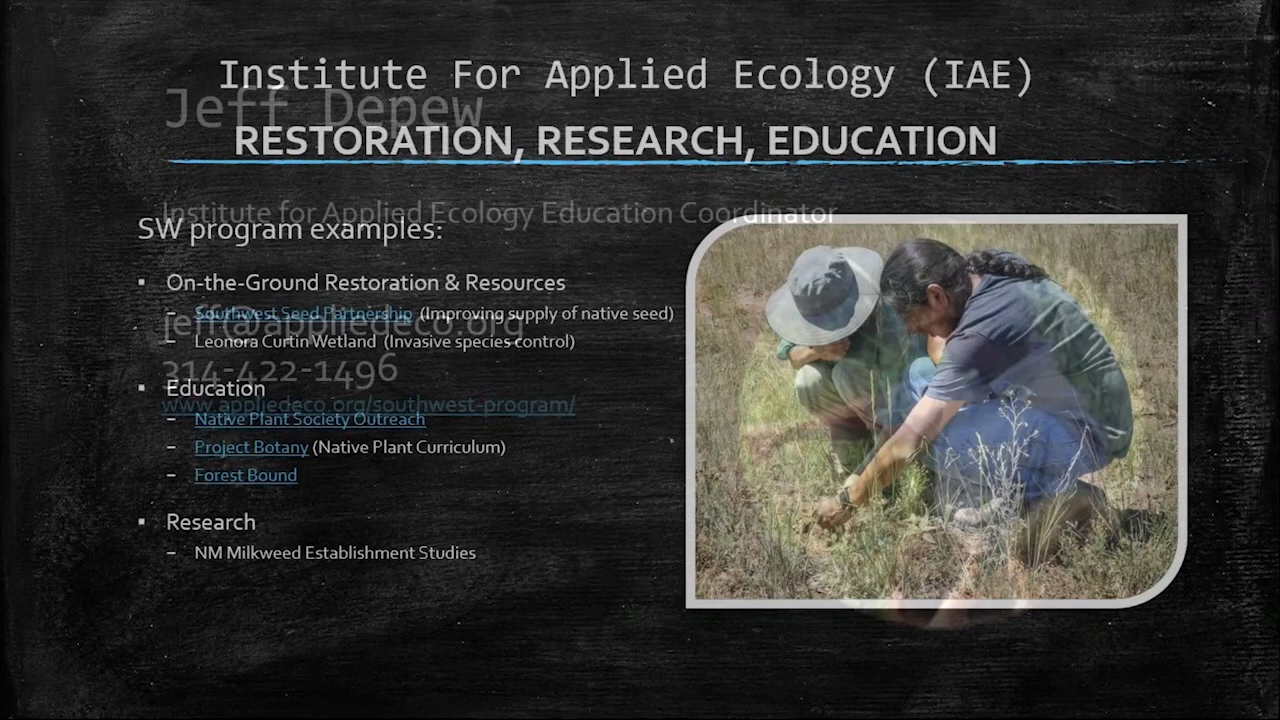 Institute For Applied Ecology (IAE)
Jeff Depew
RESTORATION, RESEARCH, EDUCATION
Institute for Applied Ecology Education Coordinator
SW program examples:
▪ On-the-Ground Restoration & Resources
– Southwest Seed Partnership (Improving supply of native seed)
jeff@appliedeco.org
– Leonora Curtin Wetland (Invasive species control)
314-422-1496
▪ Education
www.appliedeco.org/southwest-program/
– Native Plant Society Outreach
– Project Botany (Native Plant Curriculum)
– Forest Bound
▪ Research
– NM Milkweed Establishment Studies